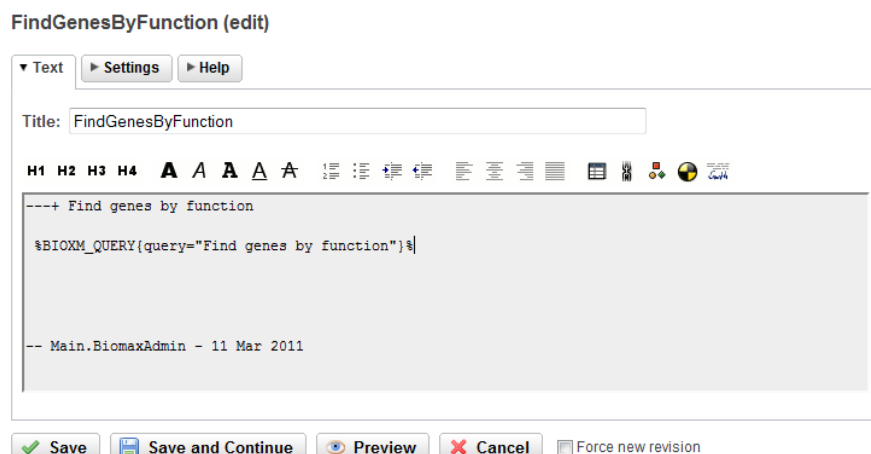 FindGenesByFunction (edit)
▾ Text ▸ Settings ▸ Help
Title: FindGenesByFunction
H1 H2 H3 H4 A A A A A
---+ Find genes by function
%BIOXM_QUERY{query="Find genes by function"}%
-- Main.BiomaxAdmin - 11 Mar 2011
Save Save and Continue Preview Cancel Force new revision